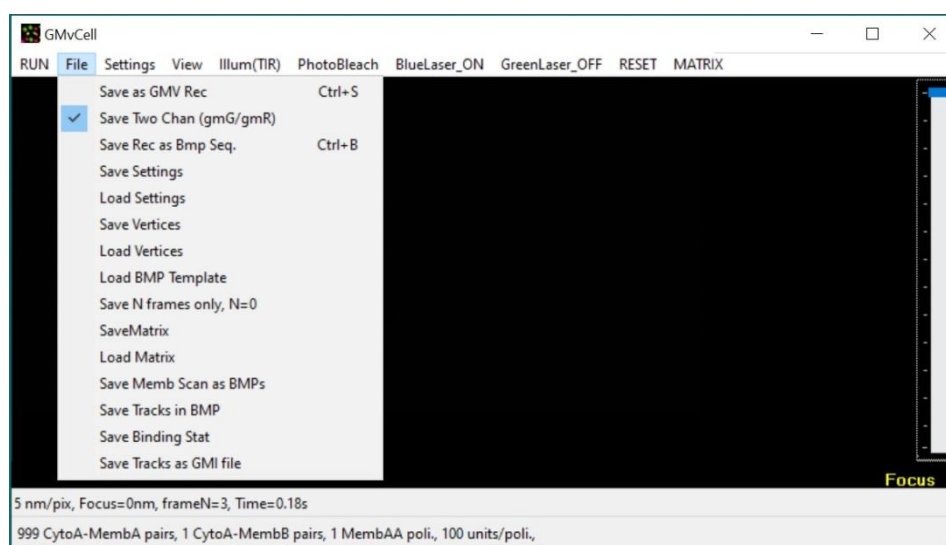 GMvCell
RUN File Settings View Illum(TIR) PhotoBleach BlueLaser_ON GreenLaser_OFF RESET MATRIX
Save as GMV Rec Ctrl+S
Save Two Chan (gmG/gmR)
Save Rec as Bmp Seq. Ctrl+B
Save Settings
Load Settings
Save Vertices
Load Vertices
Load BMP Template
Save N frames only, N=0
SaveMatrix
Load Matrix
Save Memb Scan as BMPs
Save Tracks in BMP
Save Binding Stat
Save Tracks as GMI file
Focus
5 nm/pix, Focus=0nm, frameN=3, Time=0.18s
999 CytoA-MembA pairs, 1 CytoA-MembB pairs, 1 MembAA poli., 100 units/poli.,